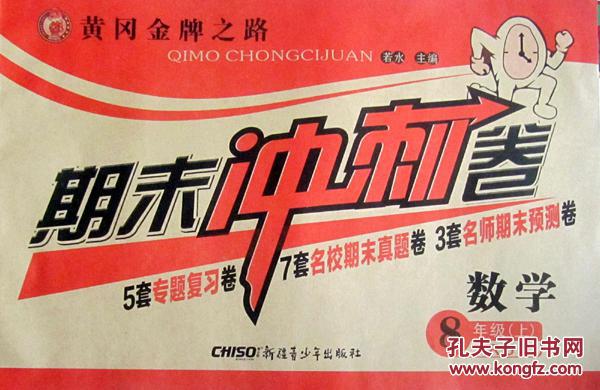 黄冈金牌之路
QIMO CHONGCIJUAN
若水 主编
期末冲刺卷
5套专题复习卷 7套名校期末真题卷 3套名师期末预测卷
数学
8年级(上)
CHISO 新疆青少年出版社
孔夫子旧书网
www.kongfz.com